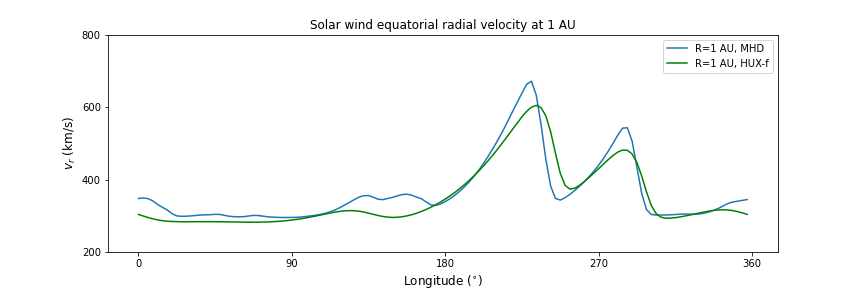 Solar wind equatorial radial velocity at 1 AU
R=1 AU, MHD
R=1 AU, HUX-f
800
600
400
200
v_r (km/s)
0 90 180 270 360
Longitude (°)